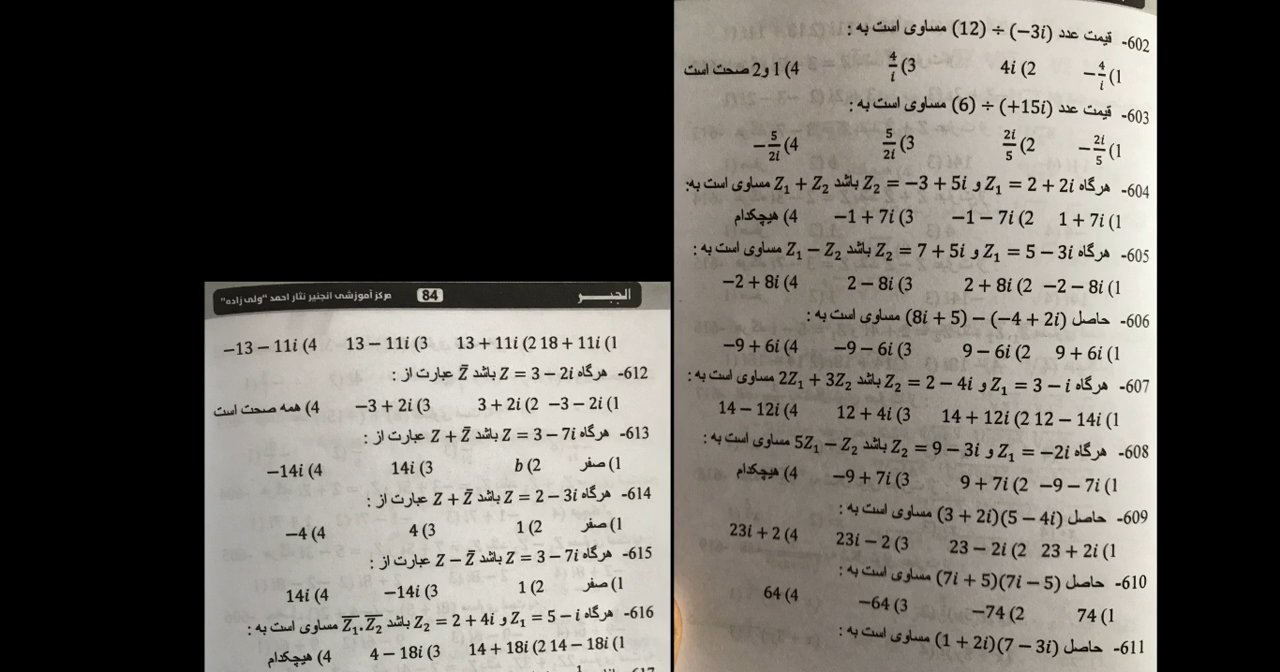 602- قیمت عدد (12) ÷ (−3i) مساوی است به :
1) −4/i 2) 4i 3) 4/i 4) 1 و 2 صحت است
603- قیمت عدد (6) ÷ (+15i) مساوی است به :
1) −2i/5 2) 2i/5 3) 5/2i 4) −5/2i
604- هرگاه Z₁ = 2 + 2i و Z₂ = −3 + 5i باشد Z₁ + Z₂ مساوی است به:
1) 1 + 7i 2) −1 − 7i 3) −1 + 7i 4) هیچکدام
605- هرگاه Z₁ = 5 − 3i و Z₂ = 7 + 5i باشد Z₁ − Z₂ مساوی است به :
1) −2 − 8i 2) 2 + 8i 3) 2 − 8i 4) −2 + 8i
606- حاصل (8i + 5) − (−4 + 2i) مساوی است به :
1) 9 + 6i 2) 9 − 6i 3) −9 − 6i 4) −9 + 6i
607- هرگاه Z₁ = 3 − i و Z₂ = 2 − 4i باشد 2Z₁ + 3Z₂ مساوی است به :
1) 12 − 14i 2) 14 + 12i 3) 12 + 4i 4) 14 − 12i
608- هرگاه Z₁ = −2i و Z₂ = 9 − 3i باشد 5Z₁ − Z₂ مساوی است به :
1) −9 − 7i 2) 9 + 7i 3) −9 + 7i 4) هیچکدام
609- حاصل (3 + 2i)(5 − 4i) مساوی است به :
1) 23 + 2i 2) 23 − 2i 3) 23i − 2 4) 23i + 2
610- حاصل (7i + 5)(7i − 5) مساوی است به :
1) 74 2) −74 3) −64 4) 64
611- حاصل (1 + 2i)(7 − 3i) مساوی است به :
الجبر 84 مرکز آموزشی انجنیر نثار احمد "ولی زاده"
1) 18 + 11i 2) 13 + 11i 3) 13 − 11i 4) −13 − 11i
612- هرگاه Z = 3 − 2i باشد Z̄ عبارت از :
1) −3 − 2i 2) 3 + 2i 3) −3 + 2i 4) همه صحت است
613- هرگاه Z = 3 − 7i باشد Z + Z̄ عبارت از :
1) صفر 2) b 3) 14i 4) −14i
614- هرگاه Z = 2 − 3i باشد Z + Z̄ عبارت از :
1) صفر 2) 1 3) 4 4) −4
615- هرگاه Z = 3 − 7i باشد Z − Z̄ عبارت از :
1) صفر 2) 1 3) −14i 4) 14i
616- هرگاه Z₁ = 5 − i و Z₂ = 2 + 4i باشد Z̄₁.Z̄₂ مساوی است به :
1) 14 − 18i 2) 14 + 18i 3) 4 − 18i 4) هیچکدام